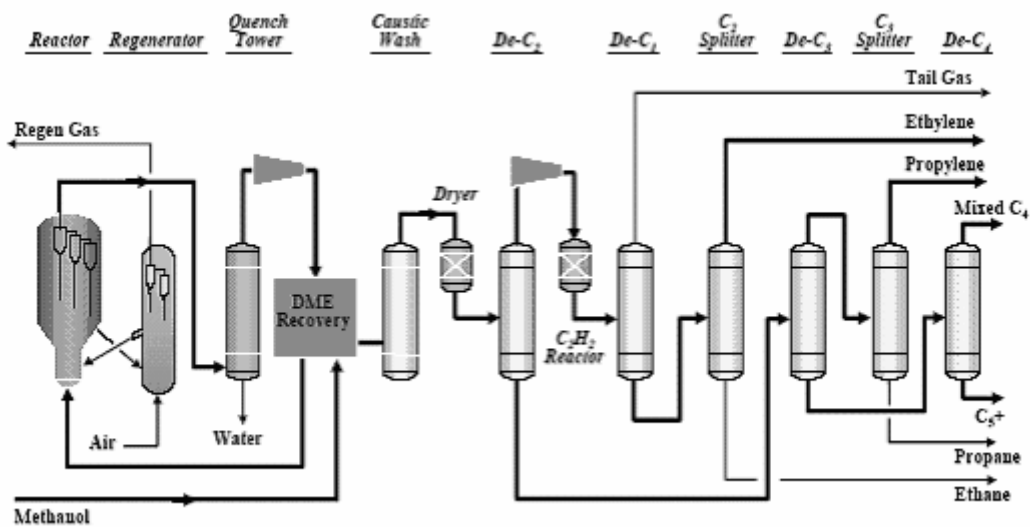 Reactor
Regenerator
Quench
Tower
Caustic
Wash
De-C₂
De-C₁
C₂
Splitter
De-C₃
C₃
Splitter
De-C₄
Tail Gas
Regen Gas
Ethylene
Propylene
Dryer
Mixed C₄
DME
Recovery
C₂H₂
Reactor
C₅+
Air
Water
Propane
Ethane
Methanol